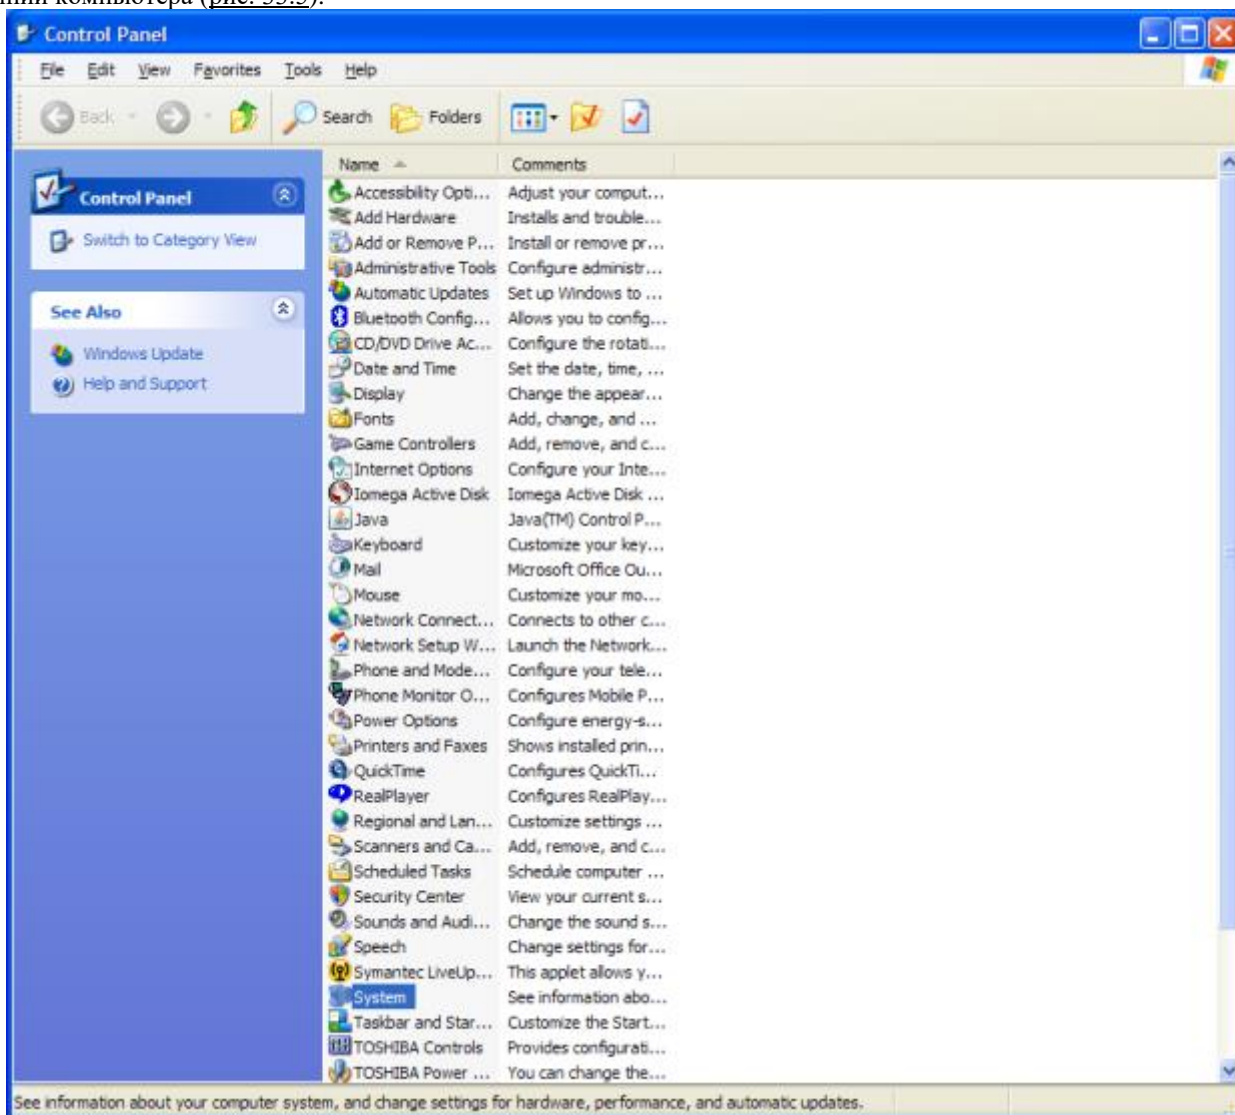 компьютера (рис. 33.3).
Control Panel
File Edit View Favorites Tools Help
Back Search Folders
Name Comments
Control Panel
Switch to Category View
See Also
Windows Update
Help and Support
Accessibility Opti... Adjust your comput...
Add Hardware Installs and trouble...
Add or Remove P... Install or remove pr...
Administrative Tools Configure administr...
Automatic Updates Set up Windows to ...
Bluetooth Config... Allows you to config...
CD/DVD Drive Ac... Configure the rotati...
Date and Time Set the date, time, ...
Display Change the appear...
Fonts Add, change, and ...
Game Controllers Add, remove, and c...
Internet Options Configure your Inte...
Iomega Active Disk Iomega Active Disk ...
Java Java(TM) Control P...
Keyboard Customize your key...
Mail Microsoft Office Ou...
Mouse Customize your mo...
Network Connect... Connects to other c...
Network Setup W... Launch the Network...
Phone and Mode... Configure your tele...
Phone Monitor O... Configures Mobile P...
Power Options Configure energy-s...
Printers and Faxes Shows installed prin...
QuickTime Configures QuickTi...
RealPlayer Configures RealPlay...
Regional and Lan... Customize settings ...
Scanners and Ca... Add, remove, and c...
Scheduled Tasks Schedule computer ...
Security Center View your current s...
Sounds and Audi... Change the sound s...
Speech Change settings for...
Symantec LiveUp... This applet allows y...
System See information abo...
Taskbar and Star... Customize the Start...
TOSHIBA Controls Provides configurati...
TOSHIBA Power ... You can change the...
See information about your computer system, and change settings for hardware, performance, and automatic updates.